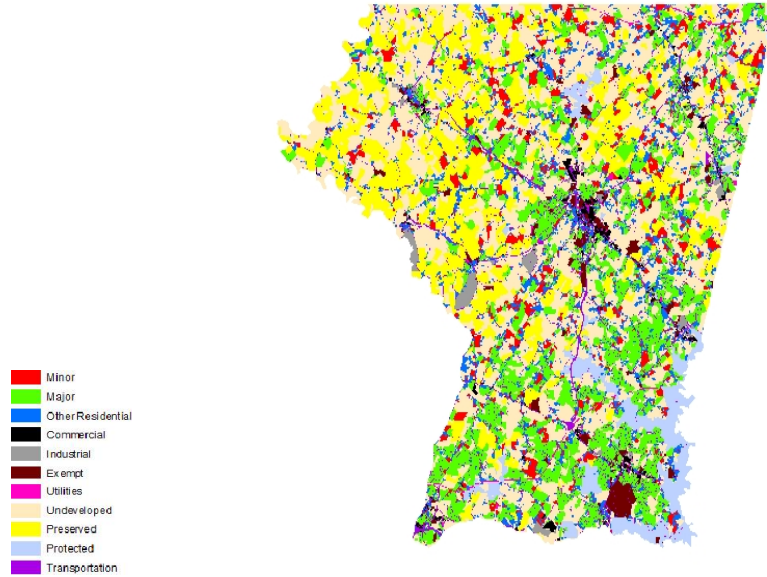 Minor
Major
Other Residential
Commercial
Industrial
Exempt
Utilities
Undeveloped
Preserved
Protected
Transportation